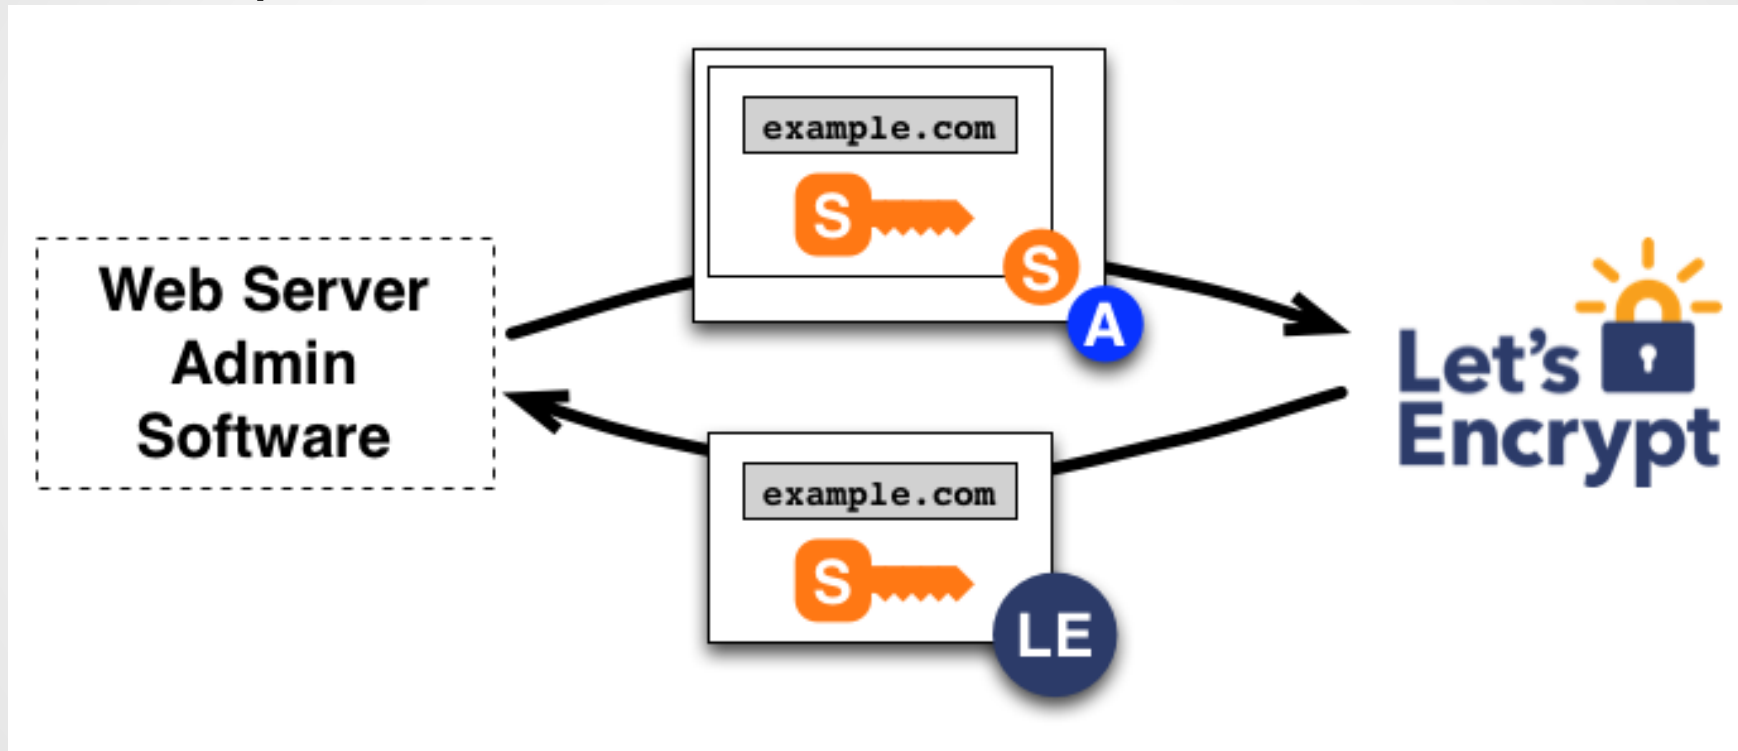 example.com
S
S
A
Web Server
Admin
Software
Let's
Encrypt
example.com
S
LE